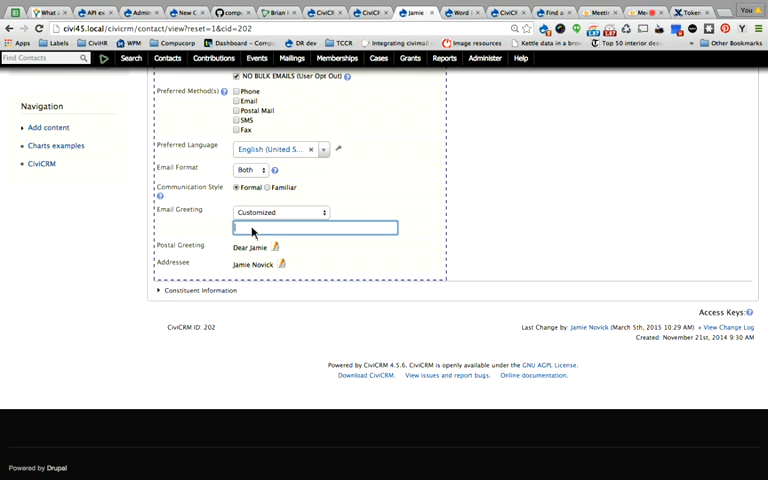 What
API ex
Admin
New C
comp
Brian
CiviCR
CiviCR
Jamie
Word
CiviCR
Find a
Meetin
Me
Token
You
civi45.local/civicrm/contact/view?reset=1&cid=202
Apps Losty CiviHR WPM Compucorp Dashboard – Compu DR dev TCCR Integrating civimail Image resources Kettle data in a bre Top 50 interior des » Other Bookmarks
Find Contacts Search Contacts Contributions Events Mailings Memberships Cases Grants Reports Administer Help
NO BULK EMAILS (User Opt Out)
Preferred Method(s) Phone
Email
Postal Mail
SMS
Fax
Navigation
Add content
Charts examples
CiviCRM
Preferred Language English (United S...
Email Format Both
Communication Style Formal Familiar
Email Greeting Customized
Postal Greeting Dear Jamie
Addressee Jamie Novick
Constituent Information
Access Keys:
CiviCRM ID: 202
Last Change by: Jamie Novick (March 5th, 2015 10:29 AM) » View Change Log
Created: November 21st, 2014 9:30 AM
Powered by CiviCRM 4.5.6. CiviCRM is openly available under the GNU AGPL License.
Download CiviCRM. View issues and report bugs. Online documentation.
Powered by Drupal